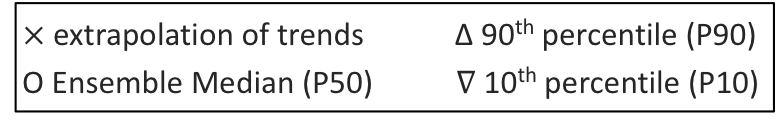 × extrapolation of trends Δ 90th percentile (P90)
O Ensemble Median (P50) ∇ 10th percentile (P10)